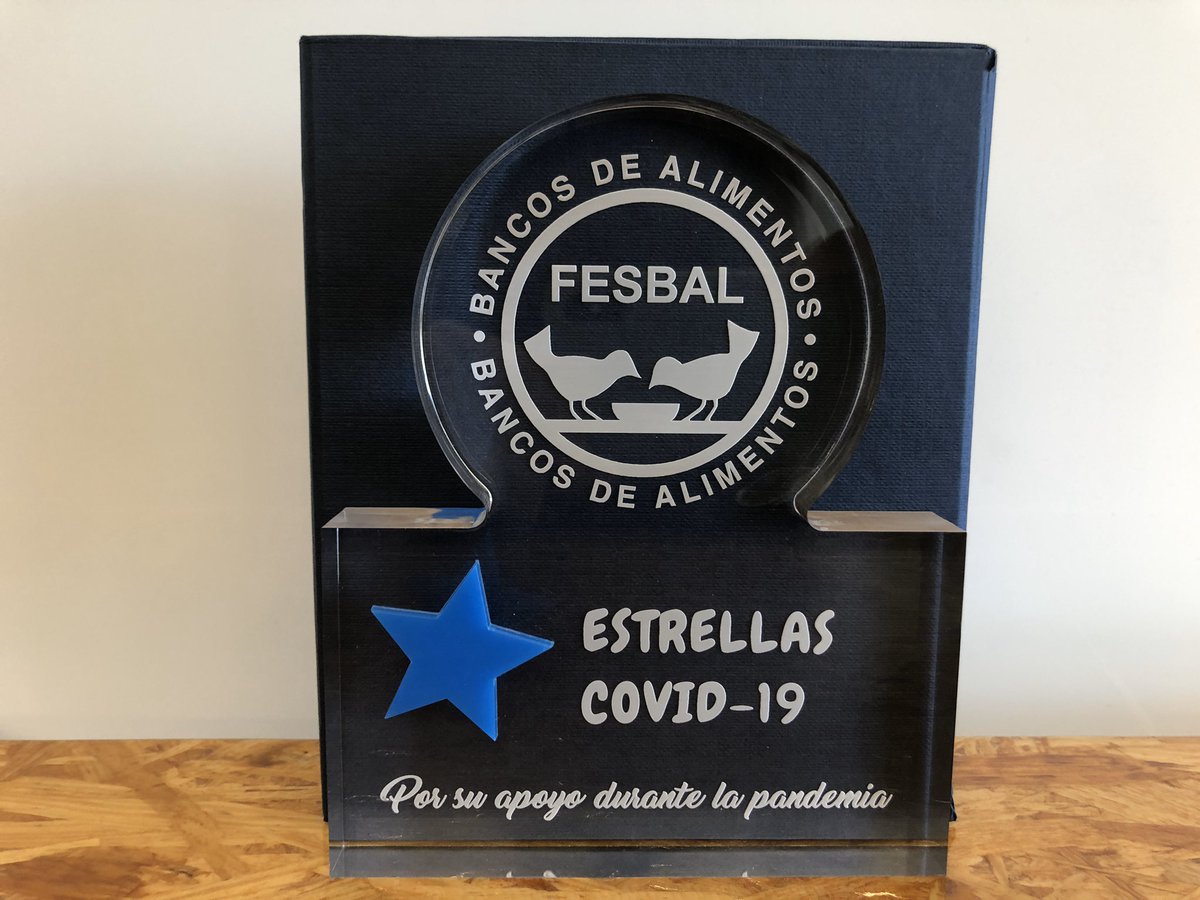 • BANCOS DE ALIMENTOS •
FESBAL
BANCOS DE ALIMENTOS
ESTRELLAS
COVID-19
Por su apoyo durante la pandemia